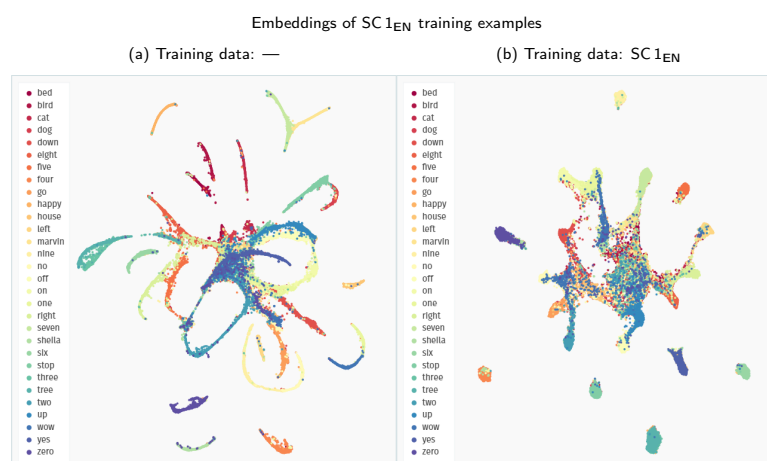 Embeddings of SC 1EN training examples
(a) Training data: —
(b) Training data: SC 1EN
bed
bird
cat
dog
down
eight
five
four
go
happy
house
left
marvin
nine
no
off
on
one
right
seven
sheila
six
stop
three
tree
two
up
wow
yes
zero
bed
bird
cat
dog
down
eight
five
four
go
happy
house
left
marvin
nine
no
off
on
one
right
seven
sheila
six
stop
three
tree
two
up
wow
yes
zero